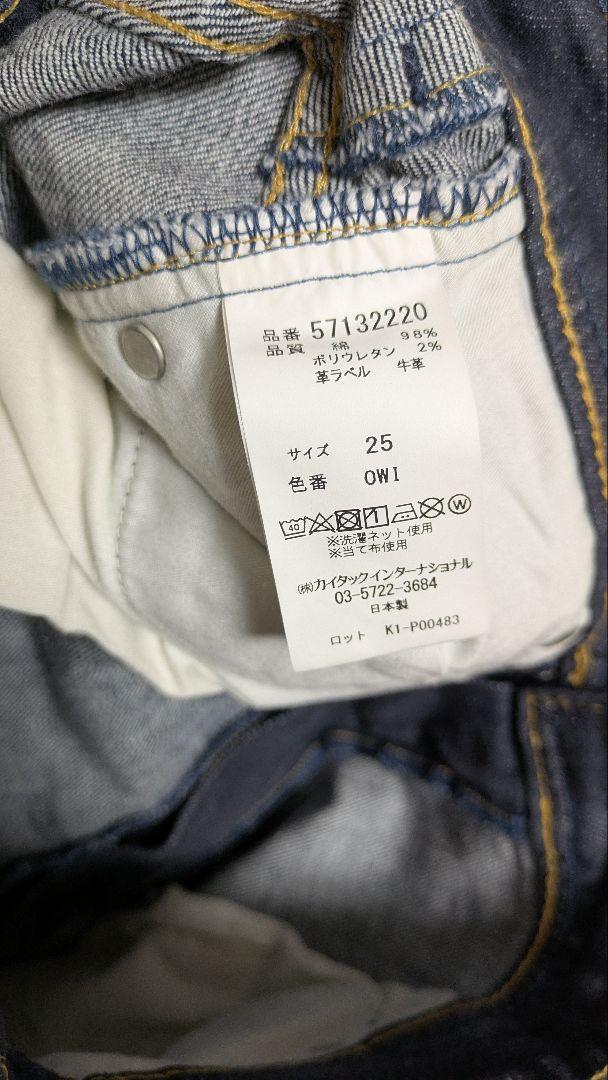 品番 57132220
品質 綿 98%
ポリウレタン 2%
革ラベル 牛革
サイズ 25
色番 OWI
40 W
※洗濯ネット使用
※当て布使用
㈱カイタックインターナショナル
03-5722-3684
日本製
ロット K1-P00483